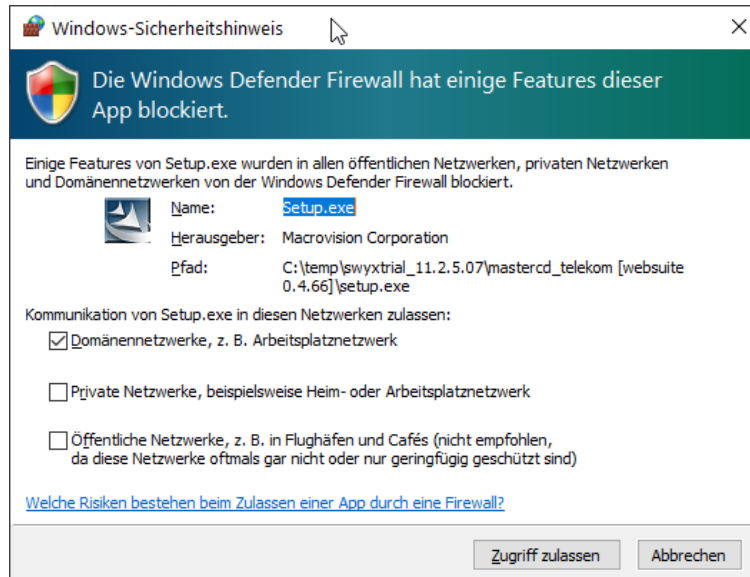 Windows-Sicherheitshinweis
Die Windows Defender Firewall hat einige Features dieser
App blockiert.
Einige Features von Setup.exe wurden in allen öffentlichen Netzwerken, privaten Netzwerken
und Domänennetzwerken von der Windows Defender Firewall blockiert.
Name: Setup.exe
Herausgeber: Macrovision Corporation
Pfad: C:\temp\swyxtrial_11.2.5.07\mastercd_telekom [websuite
0.4.66]\setup.exe
Kommunikation von Setup.exe in diesen Netzwerken zulassen:
Domänennetzwerke, z. B. Arbeitsplatznetzwerk
Private Netzwerke, beispielsweise Heim- oder Arbeitsplatznetzwerk
Öffentliche Netzwerke, z. B. in Flughäfen und Cafés (nicht empfohlen,
da diese Netzwerke oftmals gar nicht oder nur geringfügig geschützt sind)
Welche Risiken bestehen beim Zulassen einer App durch eine Firewall?
Zugriff zulassen Abbrechen